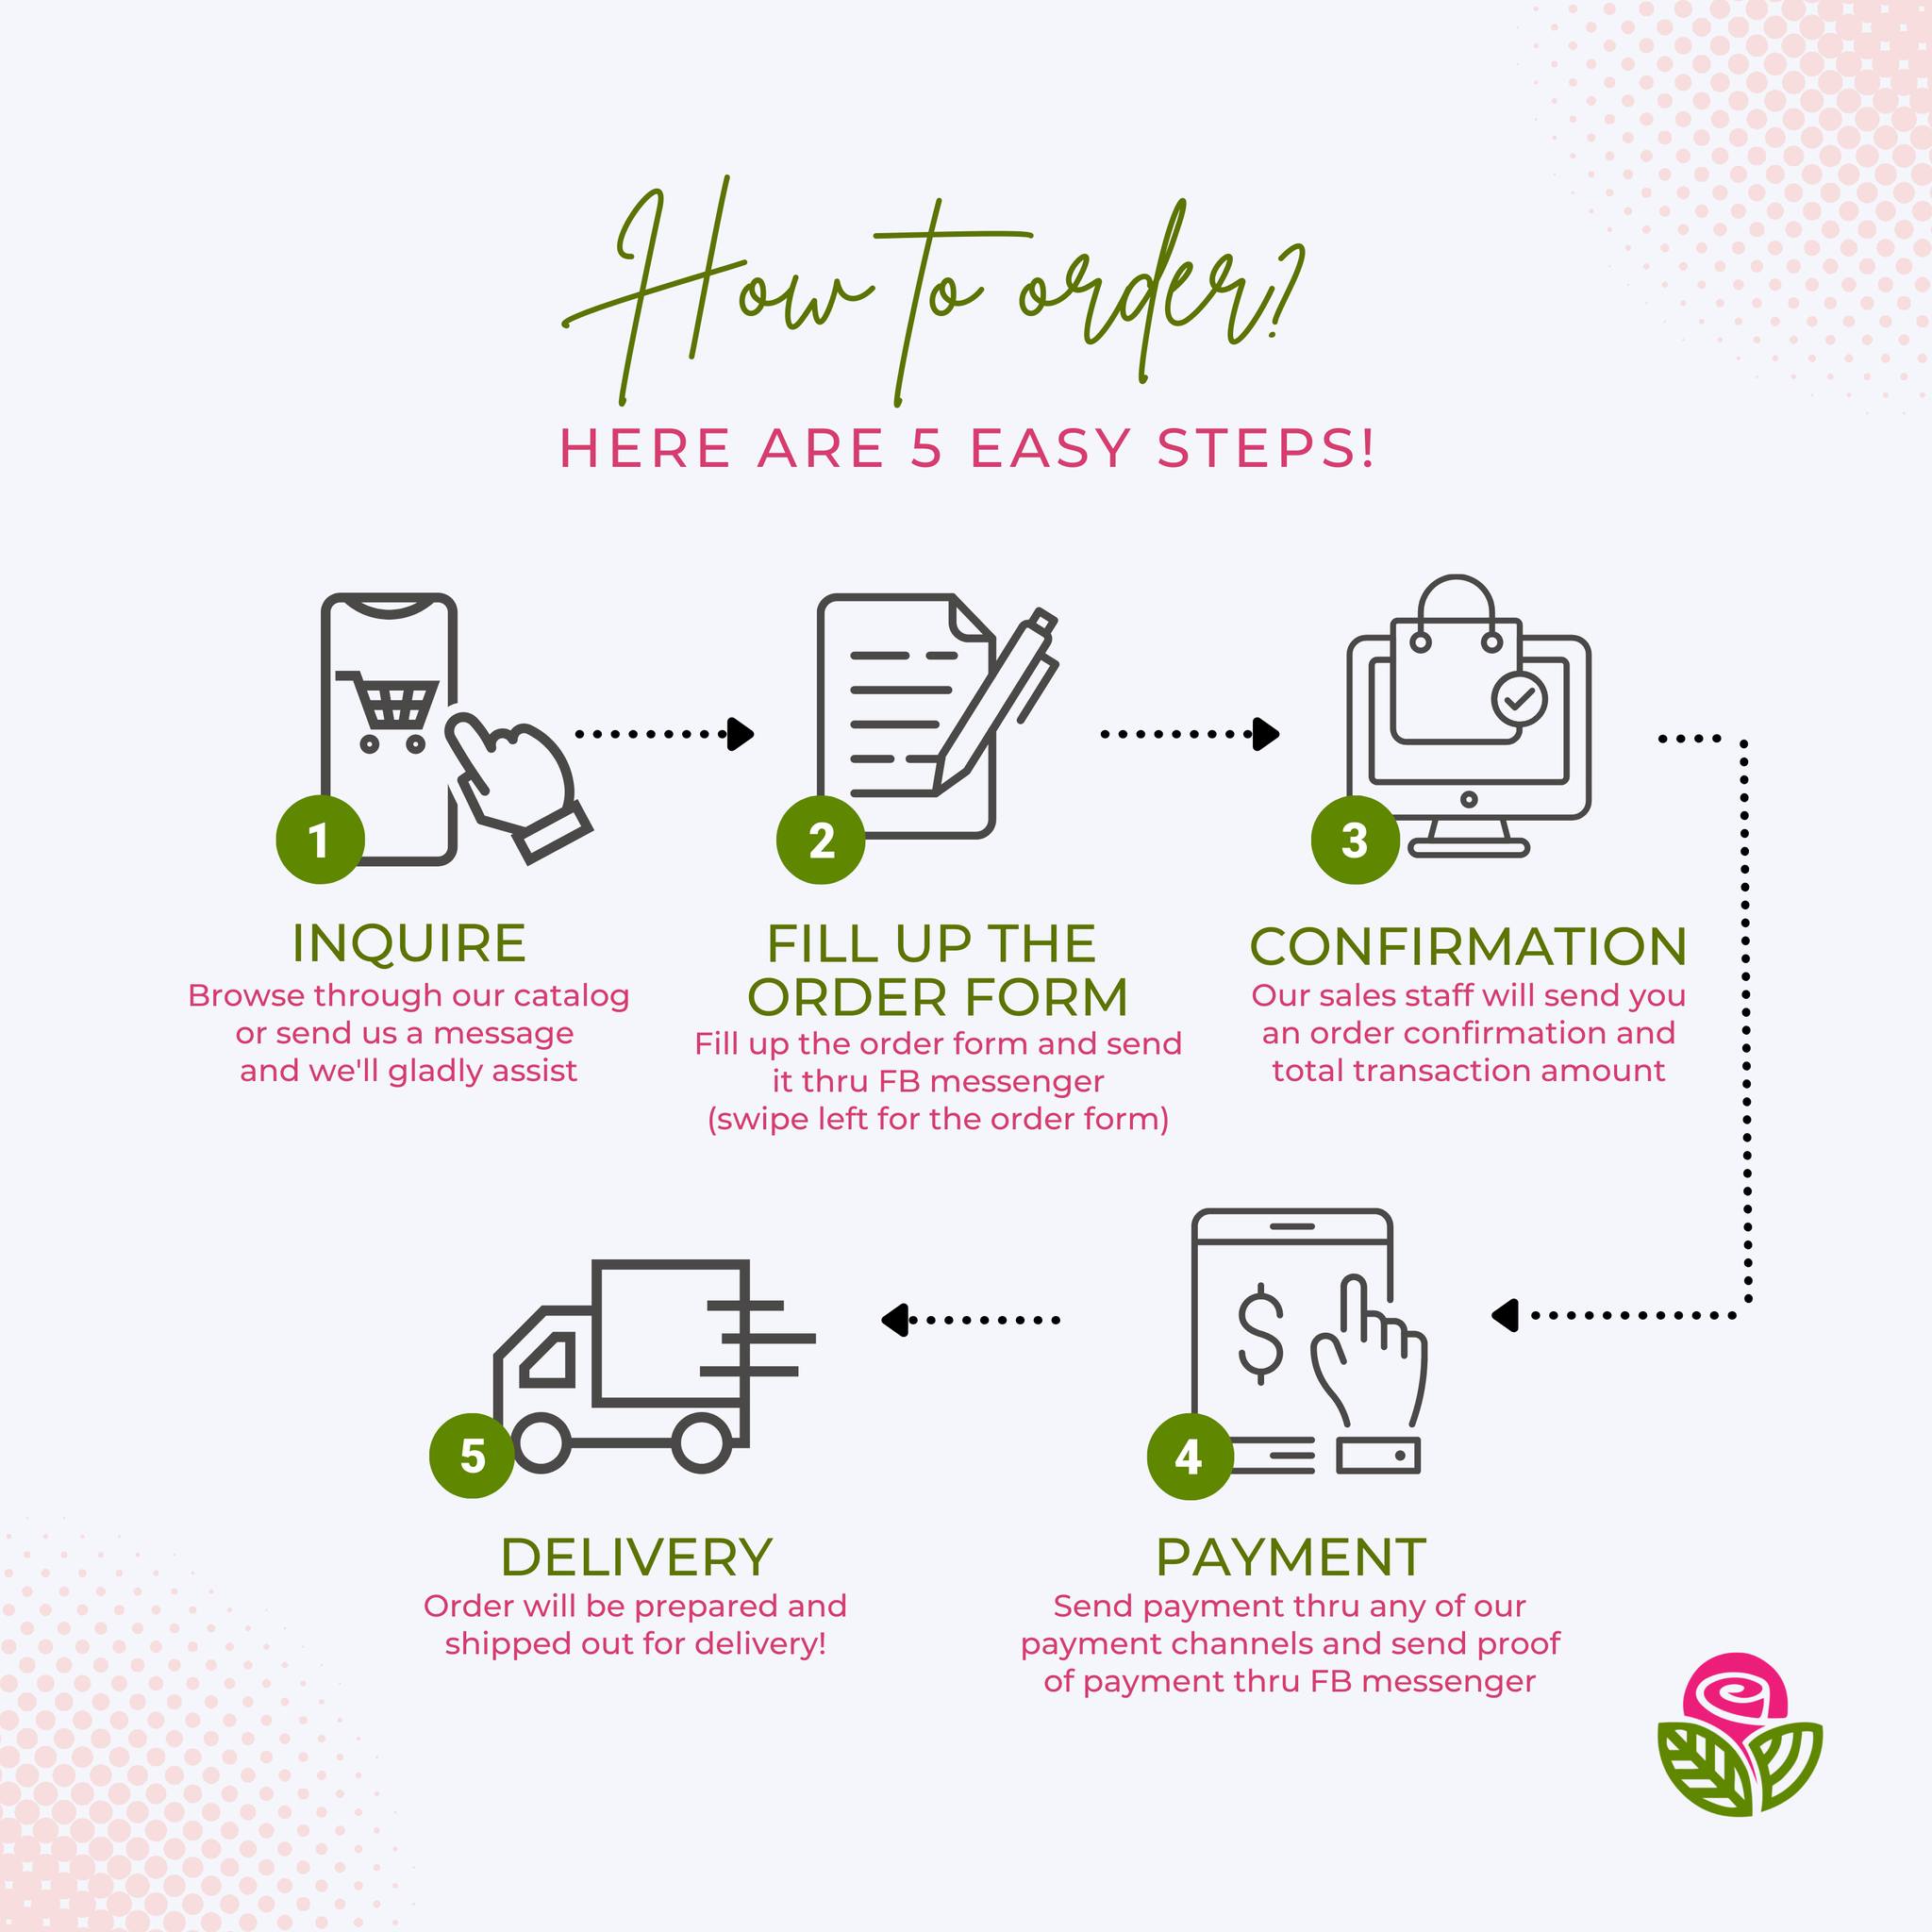 How to order?
HERE ARE 5 EASY STEPS!
1
INQUIRE
Browse through our catalog
or send us a message
and we'll gladly assist
2
FILL UP THE
ORDER FORM
Fill up the order form and send
it thru FB messenger
(swipe left for the order form)
3
CONFIRMATION
Our sales staff will send you
an order confirmation and
total transaction amount
$
4
PAYMENT
Send payment thru any of our
payment channels and send proof
of payment thru FB messenger
5
DELIVERY
Order will be prepared and
shipped out for delivery!